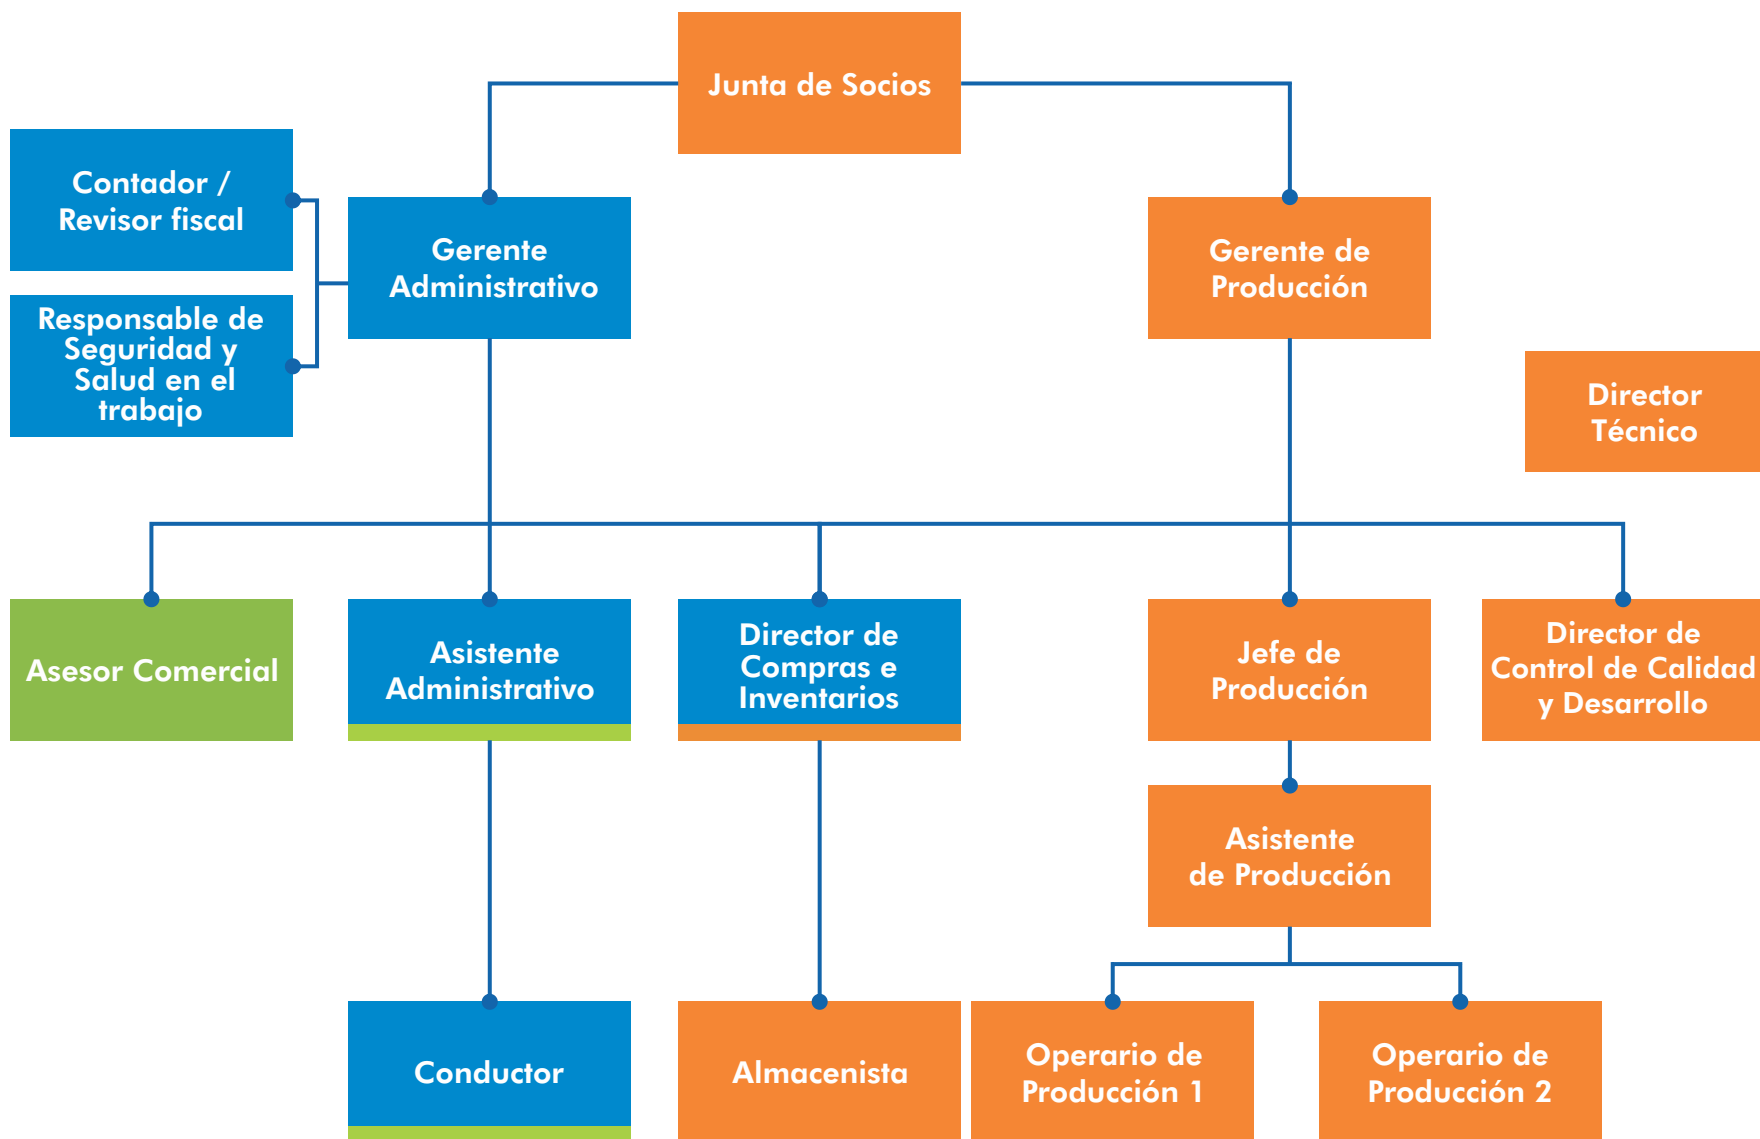 Junta de Socios
Contador /
Revisor fiscal
Gerente
Administrativo
Gerente de
Producción
Responsable de
Seguridad y
Salud en el
trabajo
Director
Técnico
Asesor Comercial
Asistente
Administrativo
Director de
Compras e
Inventarios
Jefe de
Producción
Director de
Control de Calidad
y Desarrollo
Asistente
de Producción
Conductor
Almacenista
Operario de
Producción 1
Operario de
Producción 2